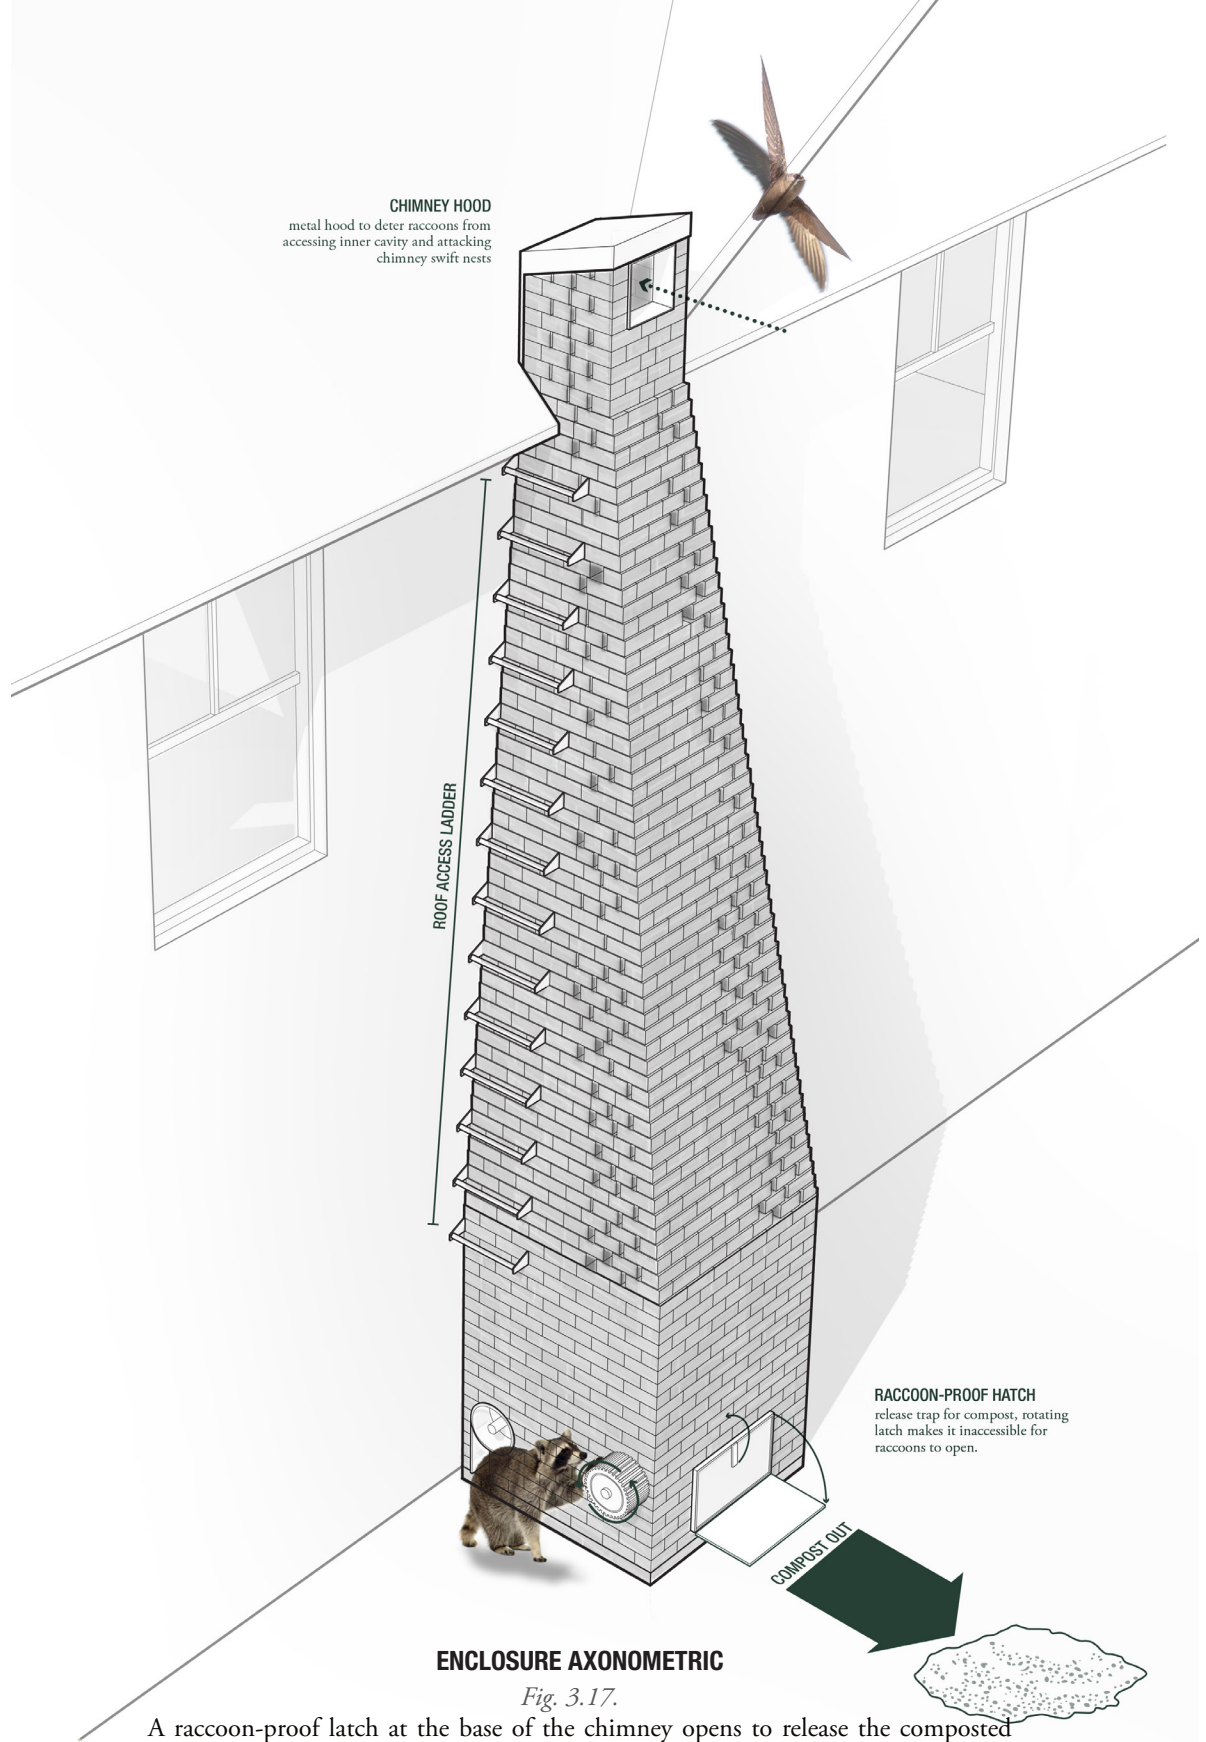 CHIMNEY HOOD
metal hood to deter raccoons from
accessing inner cavity and attacking
chimney swift nests
ROOF ACCESS LADDER
RACCOON-PROOF HATCH
release trap for compost, rotating
latch makes it inaccessible for
raccoons to open.
COMPOST OUT
ENCLOSURE AXONOMETRIC
Fig. 3.17.
A raccoon-proof latch at the base of the chimney opens to release the composted